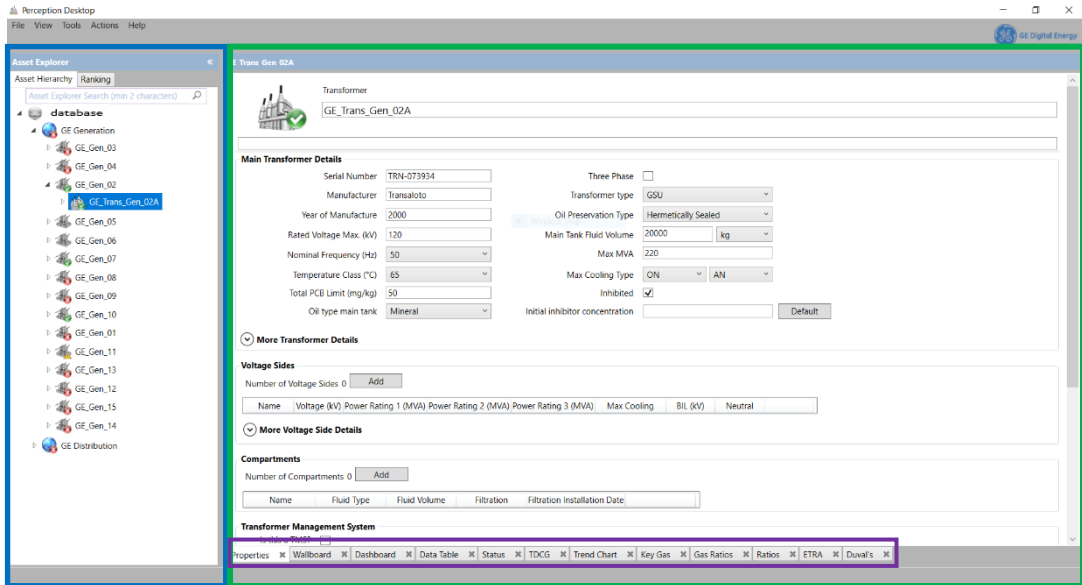 Perception Desktop
File View Tools Actions Help
GE Digital Energy
Asset Explorer «
Asset Hierarchy Ranking
Asset Explorer Search (min 2 characters)
database
GE Generation
GE_Gen_03
GE_Gen_04
GE_Gen_02
GE_Trans_Gen_02A
GE_Gen_05
GE_Gen_06
GE_Gen_07
GE_Gen_08
GE_Gen_09
GE_Gen_10
GE_Gen_01
GE_Gen_11
GE_Gen_13
GE_Gen_12
GE_Gen_15
GE_Gen_14
GE Distribution
E Trans Gen 02A
Transformer
GE_Trans_Gen_02A
Main Transformer Details
Serial Number TRN-073934 Three Phase
Manufacturer Transaloto Transformer type GSU
Year of Manufacture 2000 Oil Preservation Type Hermetically Sealed
Rated Voltage Max. (kV) 120 Main Tank Fluid Volume 20000 kg
Nominal Frequency (Hz) 50 Max MVA 220
Temperature Class (°C) 65 Max Cooling Type ON AN
Total PCB Limit (mg/kg) 50 Inhibited
Oil type main tank Mineral Initial inhibitor concentration Default
More Transformer Details
Voltage Sides
Number of Voltage Sides 0 Add
Name Voltage (kV) Power Rating 1 (MVA) Power Rating 2 (MVA) Power Rating 3 (MVA) Max Cooling BIL (kV) Neutral
More Voltage Side Details
Compartments
Number of Compartments 0 Add
Name Fluid Type Fluid Volume Filtration Filtration Installation Date
Transformer Management System
Is this a TMS?
Properties Wallboard Dashboard Data Table Status TDCG Trend Chart Key Gas Gas Ratios Ratios ETRA Duval's